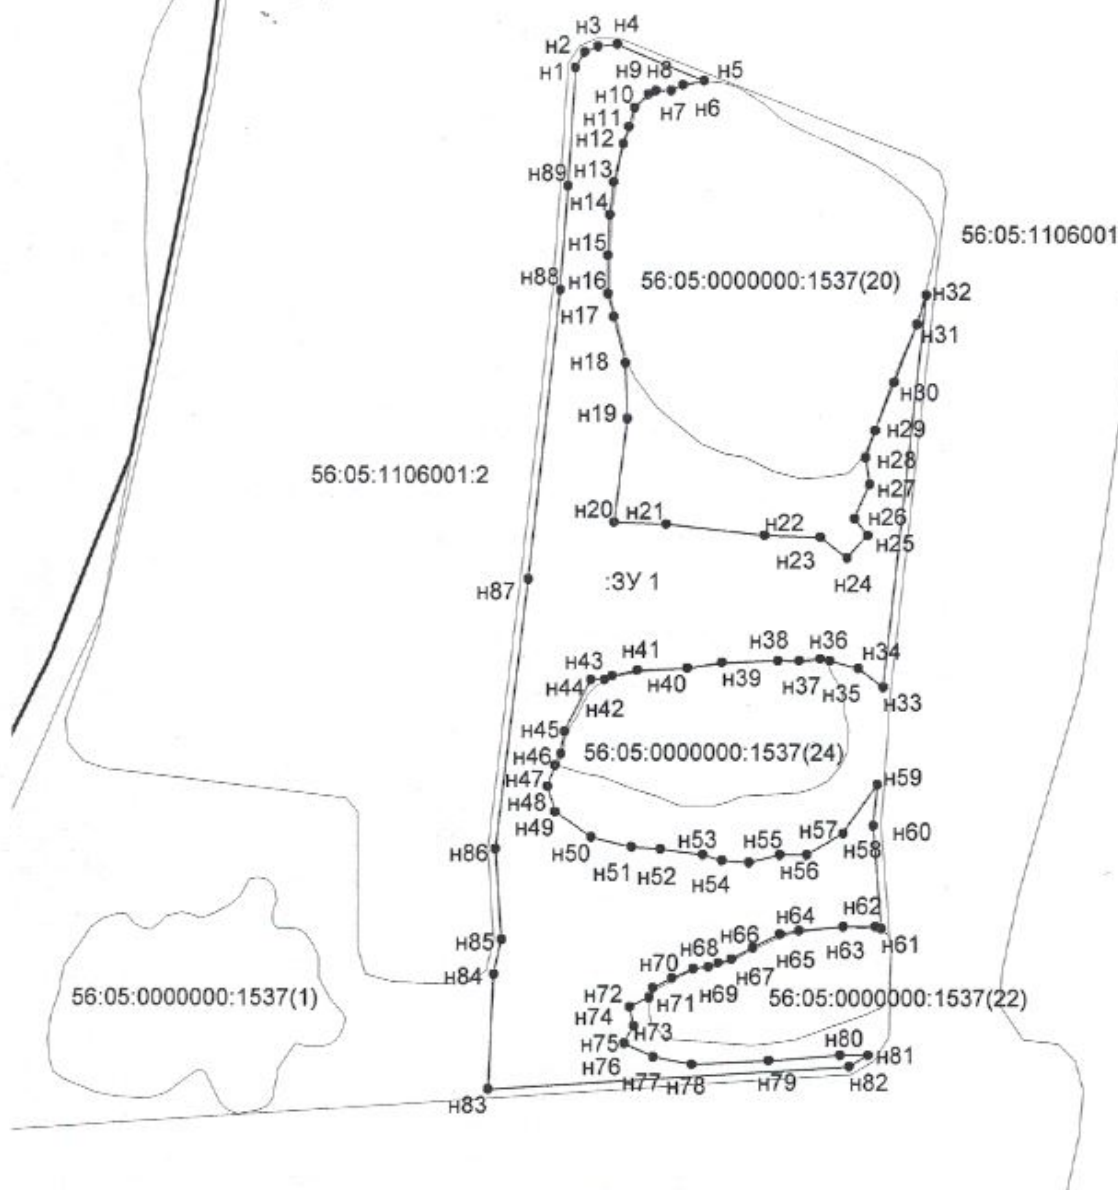 н4
н3
н2
н1
н9
н8
н5
н10
н7
н6
н11
н12
н89
н13
н14
56:05:1106001
н15
н88
н16
56:05:0000000:1537(20)
н32
н17
н31
н18
н30
н19
н29
н28
56:05:1106001:2
н27
н20
н21
н26
н22
н25
н23
н24
н87
:ЗУ 1
н43
н41
н38
н36
н34
н44
н42
н40
н39
н37
н35
н33
н45
н46
56:05:0000000:1537(24)
н47
н59
н48
н49
н57
н60
н86
н50
н53
н55
н58
н51
н52
н54
н56
н85
н66
н64
н62
н61
н68
н65
н63
н84
н70
н67
н69
56:05:0000000:1537(1)
н72
н71
56:05:0000000:1537(22)
н74
н73
н75
н80
н81
н76
н77
н78
н79
н82
н83